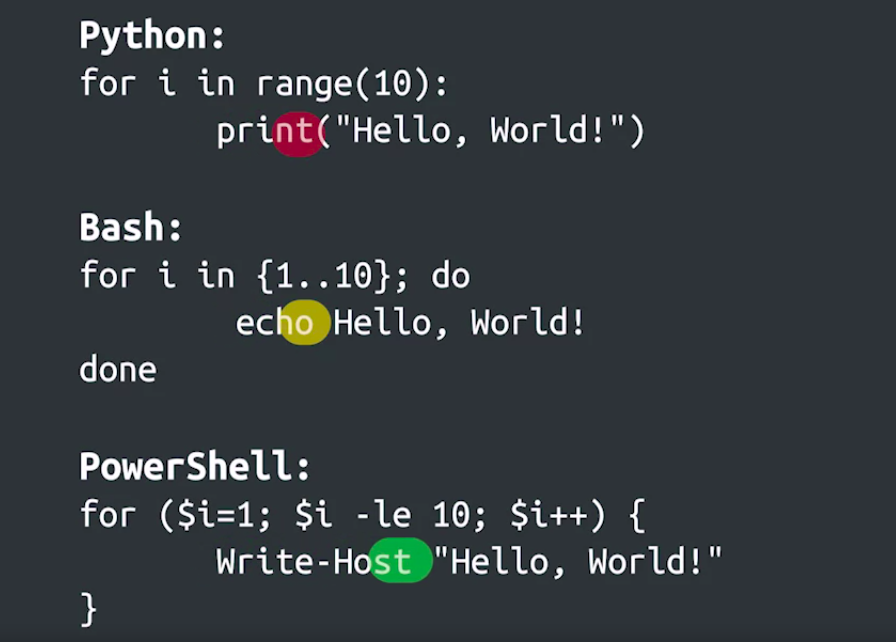 Python:
for i in range(10):
print("Hello, World!")
Bash:
for i in {1..10}; do
echo Hello, World!
done
PowerShell:
for ($i=1; $i -le 10; $i++) {
Write-Host "Hello, World!"
}